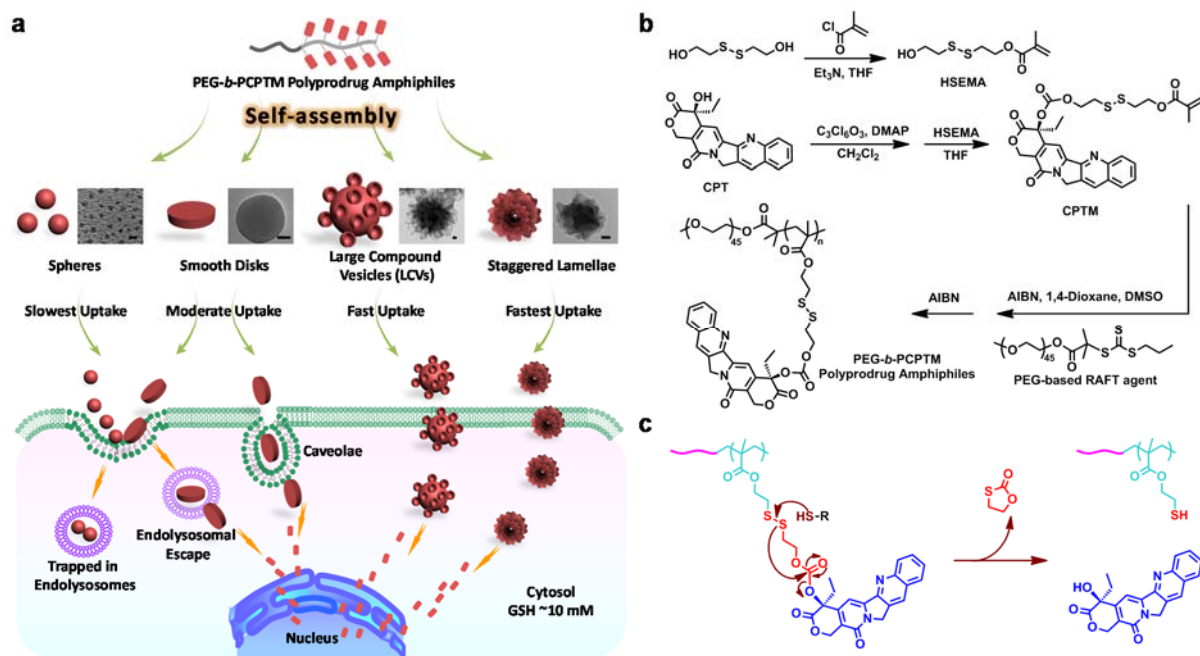 a
PEG-b-PCPTM Polyprodrug Amphiphiles
Self-assembly
Spheres
Smooth Disks
Large Compound
Vesicles (LCVs)
Staggered Lamellae
Slowest Uptake
Moderate Uptake
Fast Uptake
Fastest Uptake
Caveolae
Trapped in
Endolysosomes
Endolysosomal
Escape
Nucleus
Cytosol
GSH ~10 mM
b
HO
S
S
OH
Cl
O
Et₃N, THF
HO
S
S
O
O
HSEMA
O
OH
O
O
N
N
CPT
C₃Cl₆O₃, DMAP
CH₂Cl₂
HSEMA
THF
O
O
O
S
S
O
O
O
O
O
N
N
CPTM
AIBN, 1,4-Dioxane, DMSO
O
45
O
O
S
S
S
PEG-based RAFT agent
AIBN
O
45
O
O
n
O
O
S
S
O
O
O
N
N
O
O
O
PEG-b-PCPTM
Polyprodrug Amphiphiles
c
O
O
S
S
HS-R
O
O
O
O
O
O
N
N
O
S
O
O
O
SH
HO
O
O
O
N
N